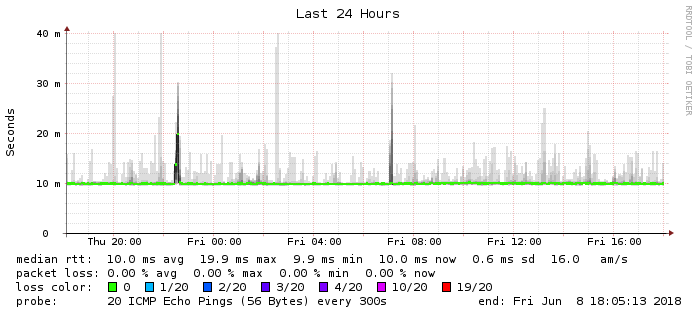 Last 24 Hours
RRDTOOL / TOBI OETIKER
Seconds
40 m
30 m
20 m
10 m
0
Thu 20:00 Fri 00:00 Fri 04:00 Fri 08:00 Fri 12:00 Fri 16:00
median rtt: 10.0 ms avg 19.9 ms max 9.9 ms min 10.0 ms now 0.6 ms sd 16.0 am/s
packet loss: 0.00 % avg 0.00 % max 0.00 % min 0.00 % now
loss color: 0 1/20 2/20 3/20 4/20 10/20 19/20
probe: 20 ICMP Echo Pings (56 Bytes) every 300s end: Fri Jun 8 18:05:13 2018